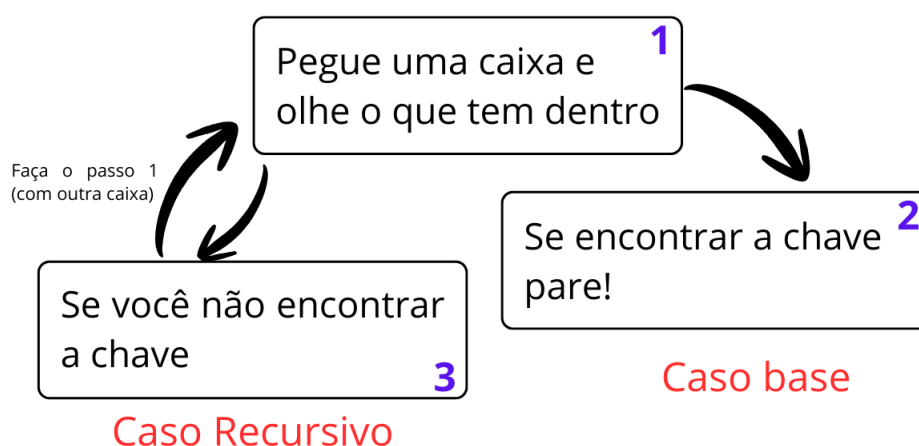 Pegue uma caixa e
olhe o que tem dentro
1
Faça o passo 1
(com outra caixa)
Se encontrar a chave
pare!
2
Caso base
Se você não encontrar
a chave
3
Caso Recursivo